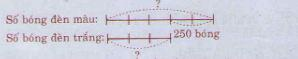 ?
Số bóng đèn màu:
Số bóng đèn trắng:
250 bóng
?